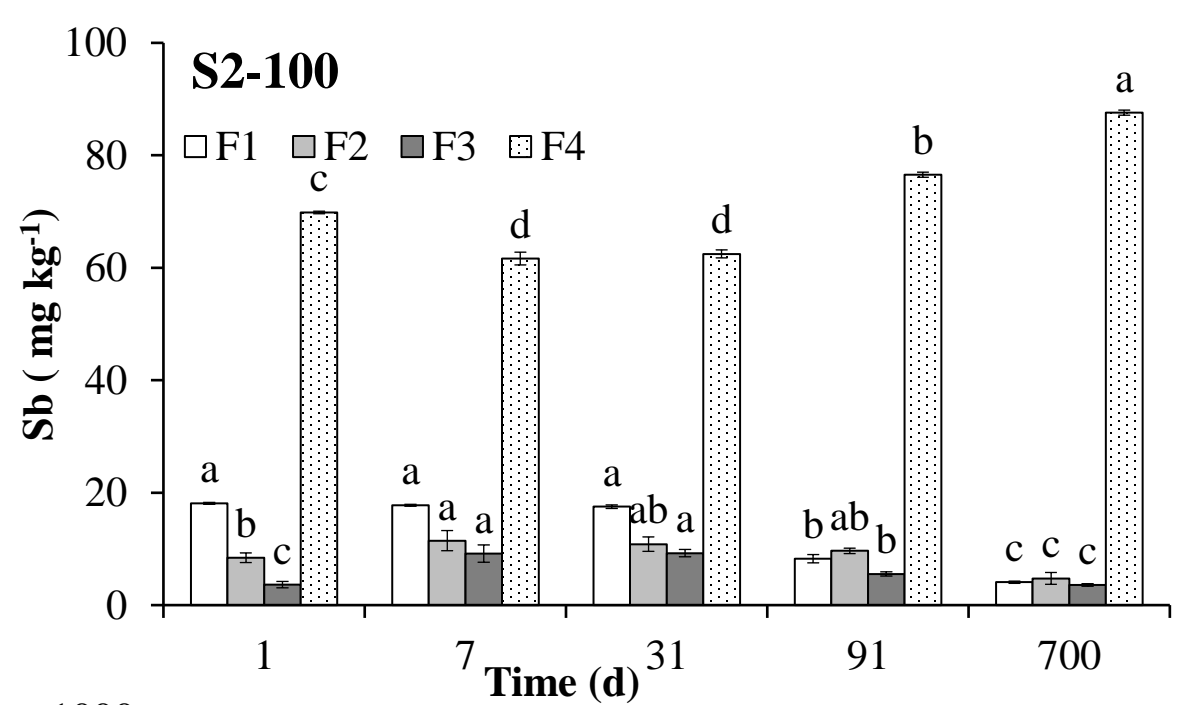 100
S2-100
F1 F2 F3 F4
80
60
40
20
0
Sb ( mg kg-1)
a b c c
a a a d
a ab a d
b ab b b
c c c a
1 7 31 91 700
Time (d)